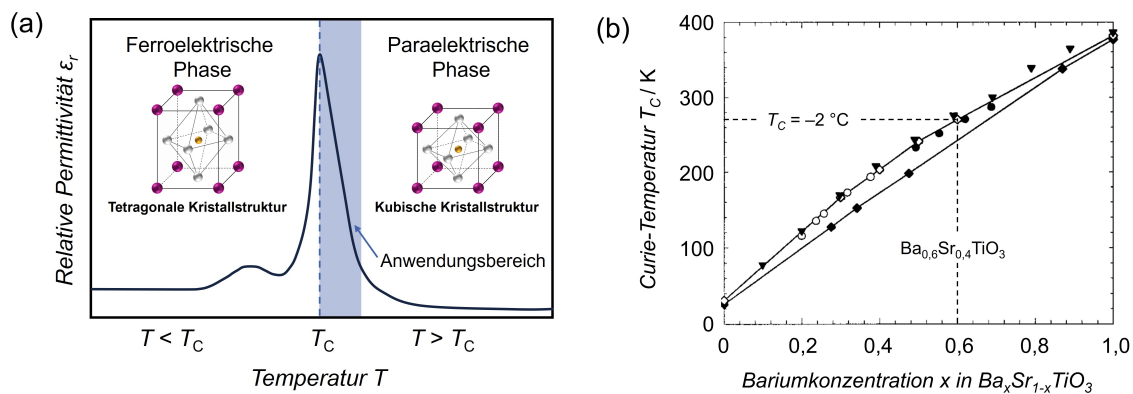 (a)
Relative Permittivität εr
Ferroelektrische
Phase
Paraelektrische
Phase
Tetragonale Kristallstruktur
Kubische Kristallstruktur
Anwendungsbereich
T < TC
TC
T > TC
Temperatur T
(b)
Curie-Temperatur TC / K
400
300
200
100
0
TC = –2 °C
Ba0,6Sr0,4TiO3
0
0,2
0,4
0,6
0,8
1,0
Bariumkonzentration x in BaxSr1-xTiO3